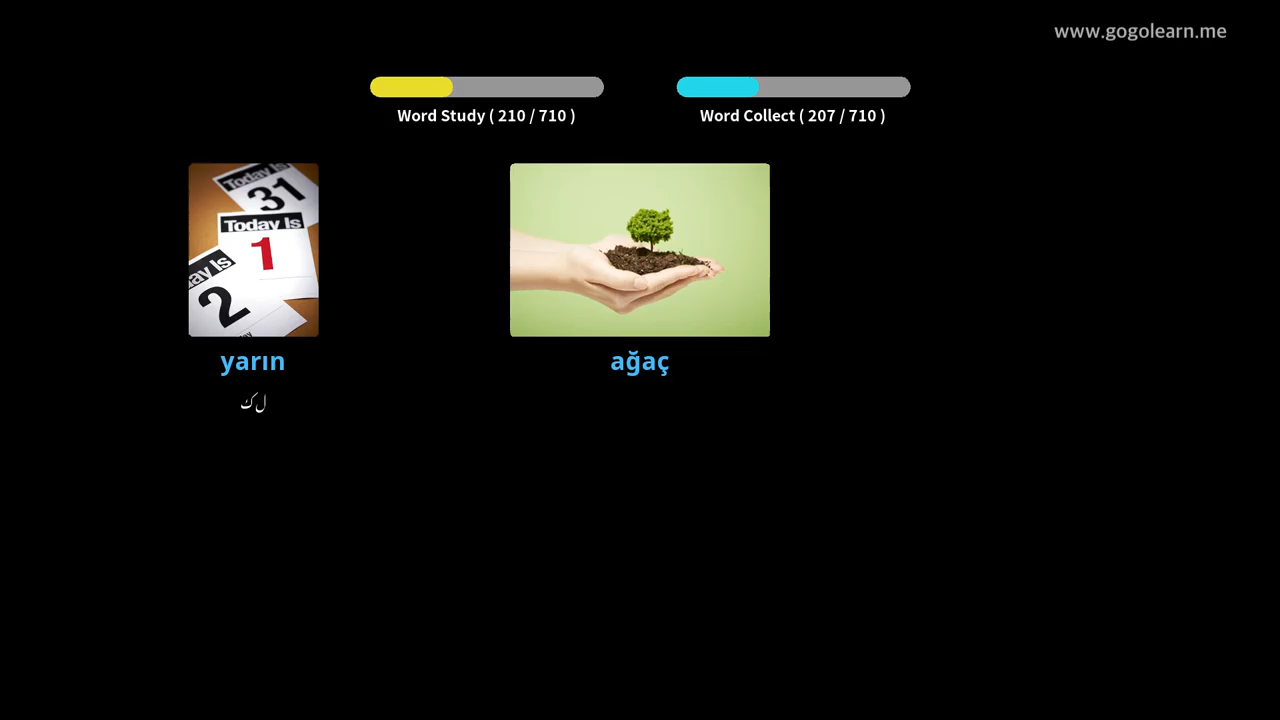 www.gogolearn.me
Word Study ( 210 / 710 )
Word Collect ( 207 / 710 )
Today Is
31
Today Is
1
ay Is
2
yarın
ل ک
ağaç